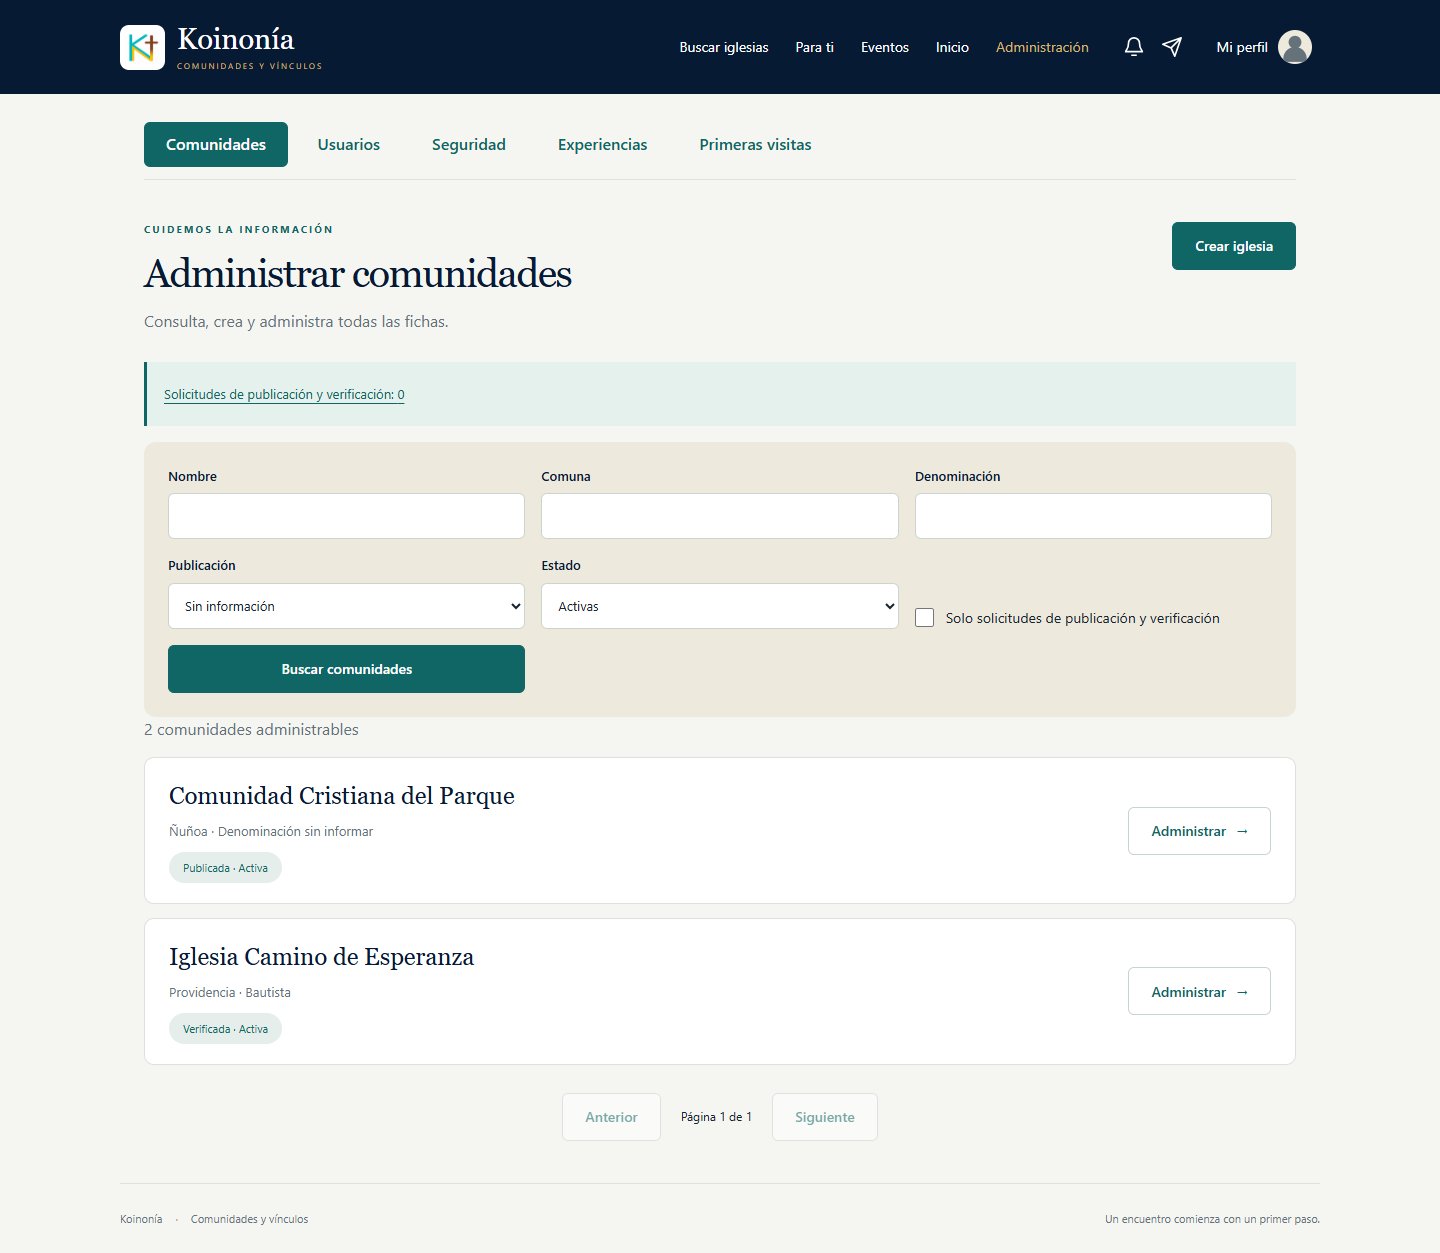 Koinonía
COMUNIDADES Y VÍNCULOS
Buscar iglesias
Para ti
Eventos
Inicio
Administración
Mi perfil
Comunidades
Usuarios
Seguridad
Experiencias
Primeras visitas
CUIDEMOS LA INFORMACIÓN
Administrar comunidades
Consulta, crea y administra todas las fichas.
Crear iglesia
Solicitudes de publicación y verificación: 0
Nombre
Comuna
Denominación
Publicación
Estado
Sin información
Activas
Solo solicitudes de publicación y verificación
Buscar comunidades
2 comunidades administrables
Comunidad Cristiana del Parque
Ñuñoa · Denominación sin informar
Publicada · Activa
Administrar →
Iglesia Camino de Esperanza
Providencia · Bautista
Verificada · Activa
Administrar →
Anterior
Página 1 de 1
Siguiente
Koinonía · Comunidades y vínculos
Un encuentro comienza con un primer paso.